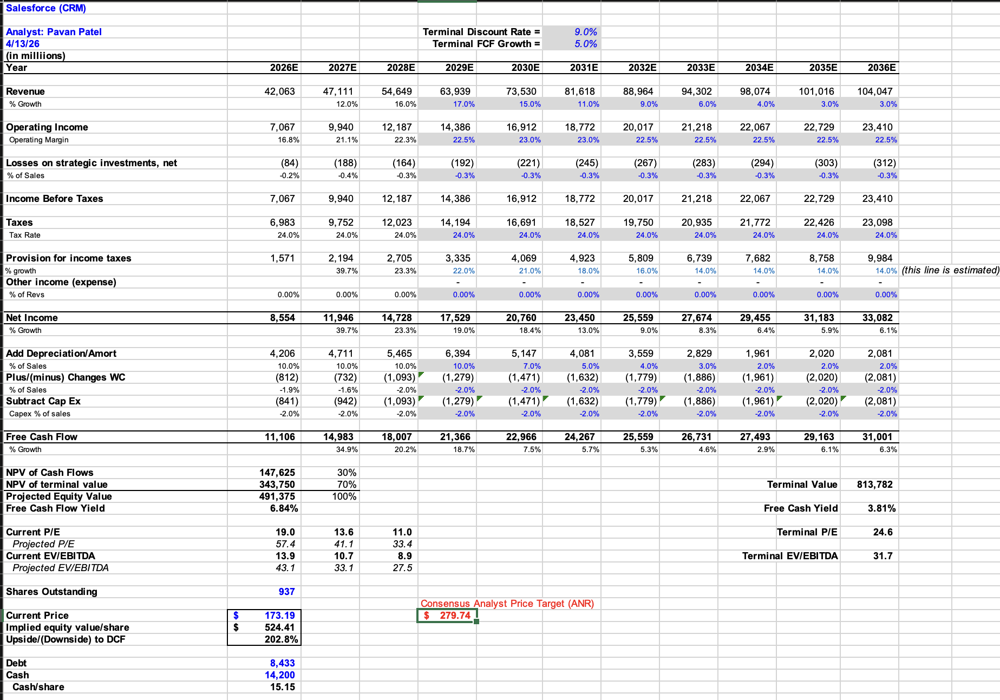 Salesforce (CRM)
Analyst: Pavan Patel Terminal Discount Rate = 9.0%
4/13/26 Terminal FCF Growth = 5.0%
(in milliions)
Year 2026E 2027E 2028E 2029E 2030E 2031E 2032E 2033E 2034E 2035E 2036E
Revenue 42,063 47,111 54,649 63,939 73,530 81,618 88,964 94,302 98,074 101,016 104,047
% Growth 12.0% 16.0% 17.0% 15.0% 11.0% 9.0% 6.0% 4.0% 3.0% 3.0%
Operating Income 7,067 9,940 12,187 14,386 16,912 18,772 20,017 21,218 22,067 22,729 23,410
Operating Margin 16.8% 21.1% 22.3% 22.5% 23.0% 23.0% 22.5% 22.5% 22.5% 22.5% 22.5%
Losses on strategic investments, net (84) (188) (164) (192) (221) (245) (267) (283) (294) (303) (312)
% of Sales -0.2% -0.4% -0.3% -0.3% -0.3% -0.3% -0.3% -0.3% -0.3% -0.3% -0.3%
Income Before Taxes 7,067 9,940 12,187 14,386 16,912 18,772 20,017 21,218 22,067 22,729 23,410
Taxes 6,983 9,752 12,023 14,194 16,691 18,527 19,750 20,935 21,772 22,426 23,098
Tax Rate 24.0% 24.0% 24.0% 24.0% 24.0% 24.0% 24.0% 24.0% 24.0% 24.0% 24.0%
Provision for income taxes 1,571 2,194 2,705 3,335 4,069 4,923 5,809 6,739 7,682 8,758 9,984
% growth 39.7% 23.3% 22.0% 21.0% 18.0% 16.0% 14.0% 14.0% 14.0% 14.0% (this line is estimated)
Other income (expense) - - - - - - - -
% of Revs 0.00% 0.00% 0.00% 0.00% 0.00% 0.00% 0.00% 0.00% 0.00% 0.00% 0.00%
Net Income 8,554 11,946 14,728 17,529 20,760 23,450 25,559 27,674 29,455 31,183 33,082
% Growth 39.7% 23.3% 19.0% 18.4% 13.0% 9.0% 8.3% 6.4% 5.9% 6.1%
Add Depreciation/Amort 4,206 4,711 5,465 6,394 5,147 4,081 3,559 2,829 1,961 2,020 2,081
% of Sales 10.0% 10.0% 10.0% 10.0% 7.0% 5.0% 4.0% 3.0% 2.0% 2.0% 2.0%
Plus/(minus) Changes WC (812) (732) (1,093) (1,279) (1,471) (1,632) (1,779) (1,886) (1,961) (2,020) (2,081)
% of Sales -1.9% -1.6% -2.0% -2.0% -2.0% -2.0% -2.0% -2.0% -2.0% -2.0% -2.0%
Subtract Cap Ex (841) (942) (1,093) (1,279) (1,471) (1,632) (1,779) (1,886) (1,961) (2,020) (2,081)
Capex % of sales -2.0% -2.0% -2.0% -2.0% -2.0% -2.0% -2.0% -2.0% -2.0% -2.0% -2.0%
Free Cash Flow 11,106 14,983 18,007 21,366 22,966 24,267 25,559 26,731 27,493 29,163 31,001
% Growth 34.9% 20.2% 18.7% 7.5% 5.7% 5.3% 4.6% 2.9% 6.1% 6.3%
NPV of Cash Flows 147,625 30%
NPV of terminal value 343,750 70% Terminal Value 813,782
Projected Equity Value 491,375 100%
Free Cash Flow Yield 6.84% Free Cash Yield 3.81%
Current P/E 19.0 13.6 11.0 Terminal P/E 24.6
Projected P/E 57.4 41.1 33.4
Current EV/EBITDA 13.9 10.7 8.9 Terminal EV/EBITDA 31.7
Projected EV/EBITDA 43.1 33.1 27.5
Shares Outstanding 937
Consensus Analyst Price Target (ANR)
Current Price $ 173.19 $ 279.74
Implied equity value/share $ 524.41
Upside/(Downside) to DCF 202.8%
Debt 8,433
Cash 14,200
Cash/share 15.15